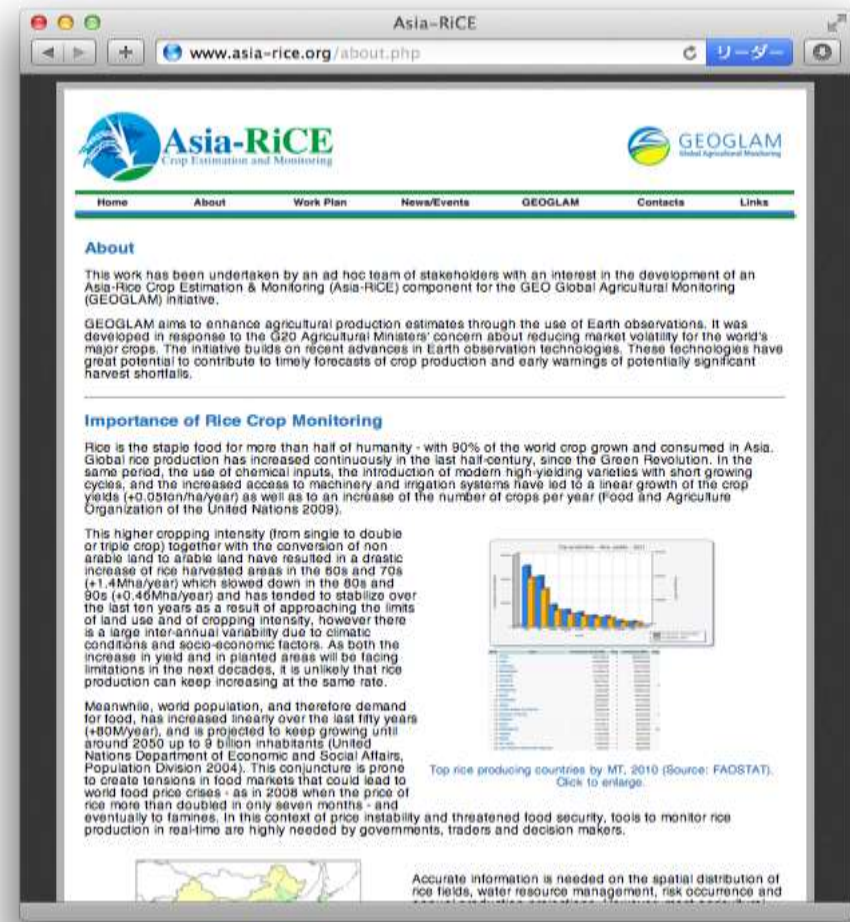 Asia-RiCE
www.asia-rice.org/about.php
リーダー
Asia-RiCE
Crop Estimation and Monitoring
GEOGLAM
Global Agricultural Monitoring
Home About Work Plan News/Events GEOGLAM Contacts Links
About
This work has been undertaken by an ad hoc team of stakeholders with an interest in the development of an
Asia-Rice Crop Estimation & Monitoring (Asia-RiCE) component for the GEO Global Agricultural Monitoring
(GEOGLAM) initiative.
GEOGLAM aims to enhance agricultural production estimates through the use of Earth observations. It was
developed in response to the G20 Agricultural Ministers' concern about reducing market volatility for the world's
major crops. The initiative builds on recent advances in Earth observation technologies. These technologies have
great potential to contribute to timely forecasts of crop production and early warnings of potentially significant
harvest shortfalls.
Importance of Rice Crop Monitoring
Rice is the staple food for more than half of humanity - with 90% of the world crop grown and consumed in Asia.
Global rice production has increased continuously in the last half-century, since the Green Revolution. In the
same period, the use of chemical inputs, the introduction of modern high-yielding varieties with short growing
cycles, and the increased access to machinery and irrigation systems have led to a linear growth of the crop
yields (+0.05ton/ha/year) as well as to an increase of the number of crops per year (Food and Agriculture
Organization of the United Nations 2009).
This higher cropping intensity (from single to double
or triple crop) together with the conversion of non
arable land to arable land have resulted in a drastic
increase of rice harvested areas in the 60s and 70s
(+1.4Mha/year) which slowed down in the 80s and
90s (+0.46Mha/year) and has tended to stabilize over
the last ten years as a result of approaching the limits
of land use and of cropping intensity, however there
is a large inter-annual variability due to climatic
conditions and socio-economic factors. As both the
increase in yield and in planted areas will be facing
limitations in the next decades, it is unlikely that rice
production can keep increasing at the same rate.
Meanwhile, world population, and therefore demand
for food, has increased linearly over the last fifty years
(+80M/year), and is projected to keep growing until
around 2050 up to 9 billion inhabitants (United
Nations Department of Economic and Social Affairs,
Population Division 2004). This conjuncture is prone
to create tensions in food markets that could lead to
world food price crises - as in 2008 when the price of
rice more than doubled in only seven months - and
eventually to famines. In this context of price instability and threatened food security, tools to monitor rice
production in real-time are highly needed by governments, traders and decision makers.
Top rice producing countries by MT, 2010 (Source: FAOSTAT).
Click to enlarge.
Accurate information is needed on the spatial distribution of
rice fields, water resource management, risk occurrence and